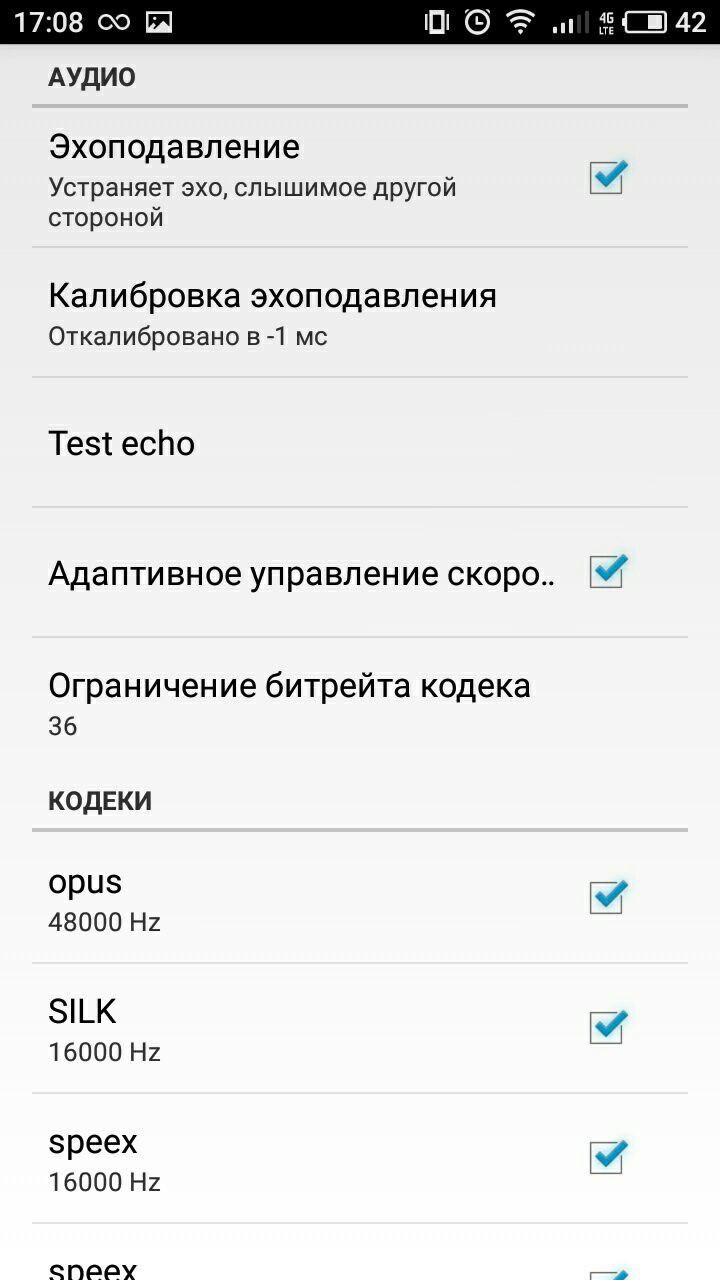 17:08
4G
LTE
42
АУДИО
Эхоподавление
Устраняет эхо, слышимое другой
стороной
Калибровка эхоподавления
Откалибровано в -1 мс
Test echo
Адаптивное управление скоро..
Ограничение битрейта кодека
36
КОДЕКИ
opus
48000 Hz
SILK
16000 Hz
speex
16000 Hz
speex